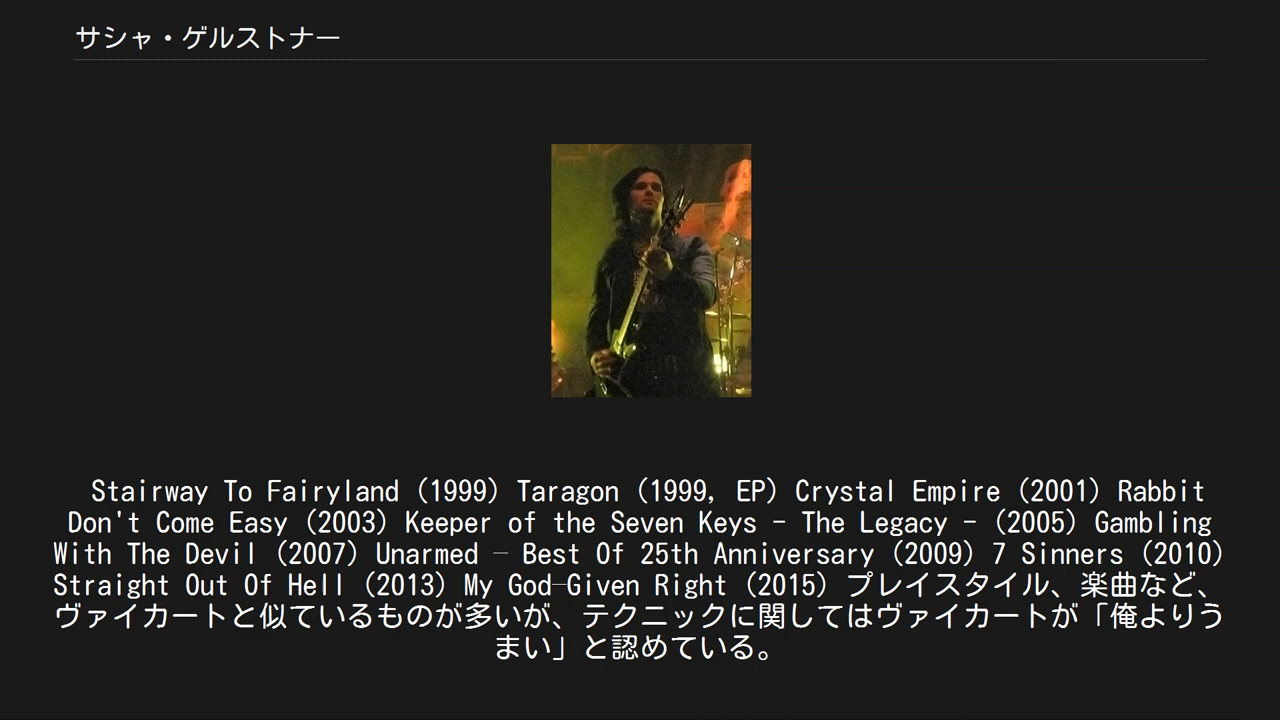 サシャ・ゲルストナー
Stairway To Fairyland (1999) Taragon (1999, EP) Crystal Empire (2001) Rabbit
Don't Come Easy (2003) Keeper of the Seven Keys - The Legacy - (2005) Gambling
With The Devil (2007) Unarmed – Best Of 25th Anniversary (2009) 7 Sinners (2010)
Straight Out Of Hell (2013) My God–Given Right (2015) プレイスタイル、楽曲など、
ヴァイカートと似ているものが多いが、テクニックに関してはヴァイカートが「俺よりう
まい」と認めている。